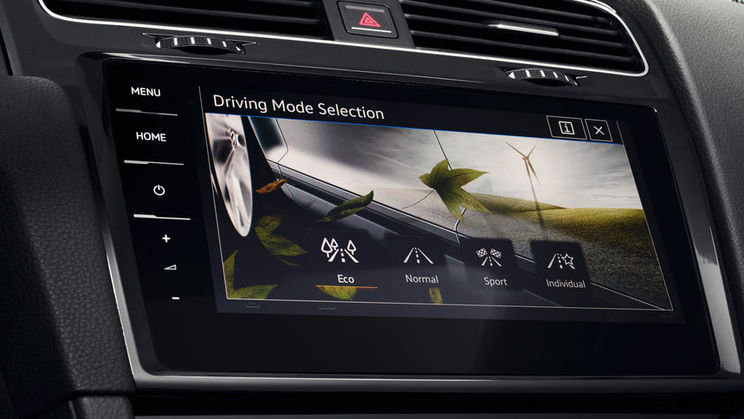 MENU
HOME
Driving Mode Selection
Eco
Normal
Sport
Individual